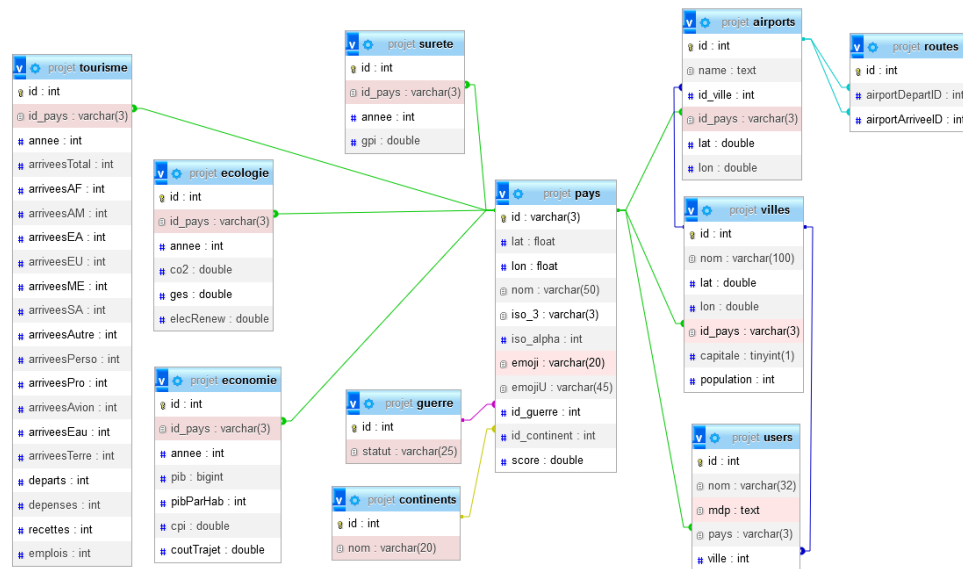 projet tourisme
id : int
id_pays : varchar(3)
annee : int
arriveesTotal : int
arriveesAF : int
arriveesAM : int
arriveesEA : int
arriveesEU : int
arriveesME : int
arriveesSA : int
arriveesAutre : int
arriveesPerso : int
arriveesPro : int
arriveesAvion : int
arriveesEau : int
arriveesTerre : int
departs : int
depenses : int
recettes : int
emplois : int
projet ecologie
id : int
id_pays : varchar(3)
annee : int
co2 : double
ges : double
elecRenew : double
projet economie
id : int
id_pays : varchar(3)
annee : int
pib : bigint
pibParHab : int
cpi : double
coutTrajet : double
projet surete
id : int
id_pays : varchar(3)
annee : int
gpi : double
projet guerre
id : int
statut : varchar(25)
projet continents
id : int
nom : varchar(20)
projet pays
id : varchar(3)
lat : float
lon : float
nom : varchar(50)
iso_3 : varchar(3)
iso_alpha : int
emoji : varchar(20)
emojiU : varchar(45)
id_guerre : int
id_continent : int
score : double
projet airports
id : int
name : text
id_ville : int
id_pays : varchar(3)
lat : double
lon : double
projet villes
id : int
nom : varchar(100)
lat : double
lon : double
id_pays : varchar(3)
capitale : tinyint(1)
population : int
projet users
id : int
nom : varchar(32)
mdp : text
pays : varchar(3)
ville : int
projet routes
id : int
airportDepartID : int
airportArriveeID : int